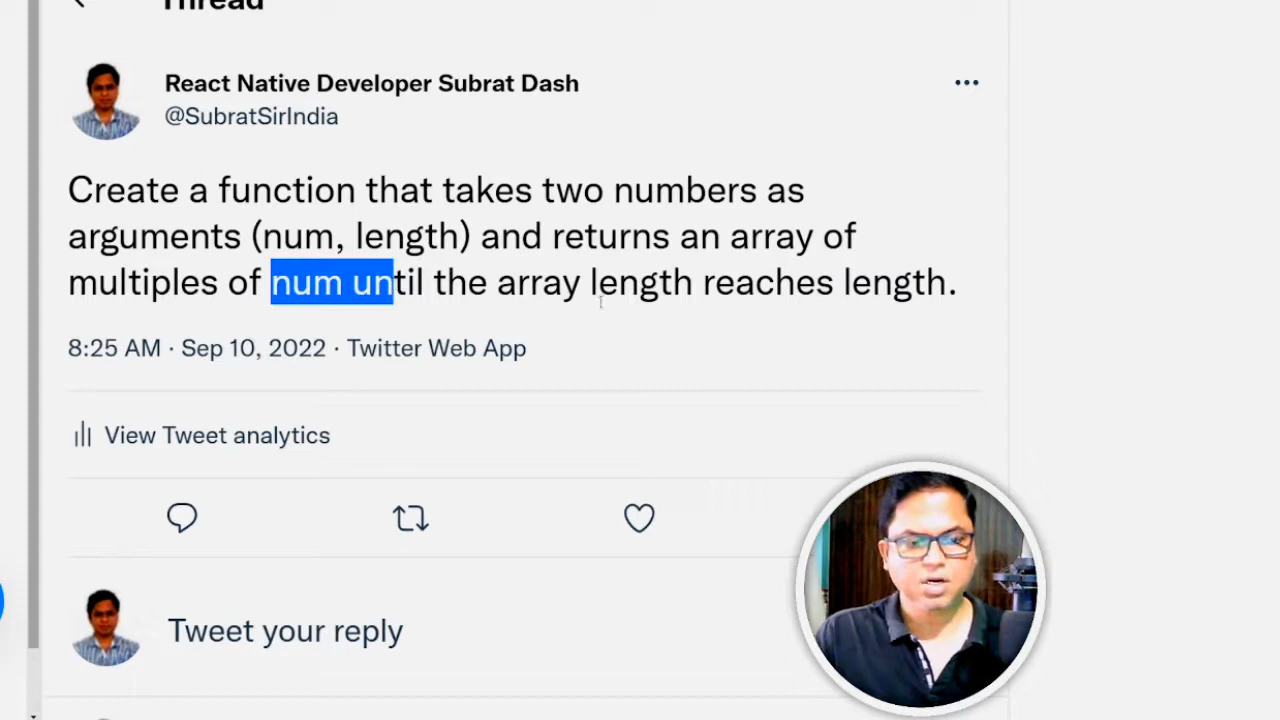 Thread
React Native Developer Subrat Dash
@SubratSirIndia
Create a function that takes two numbers as
arguments (num, length) and returns an array of
multiples of num until the array length reaches length.
8:25 AM · Sep 10, 2022 · Twitter Web App
View Tweet analytics
Tweet your reply